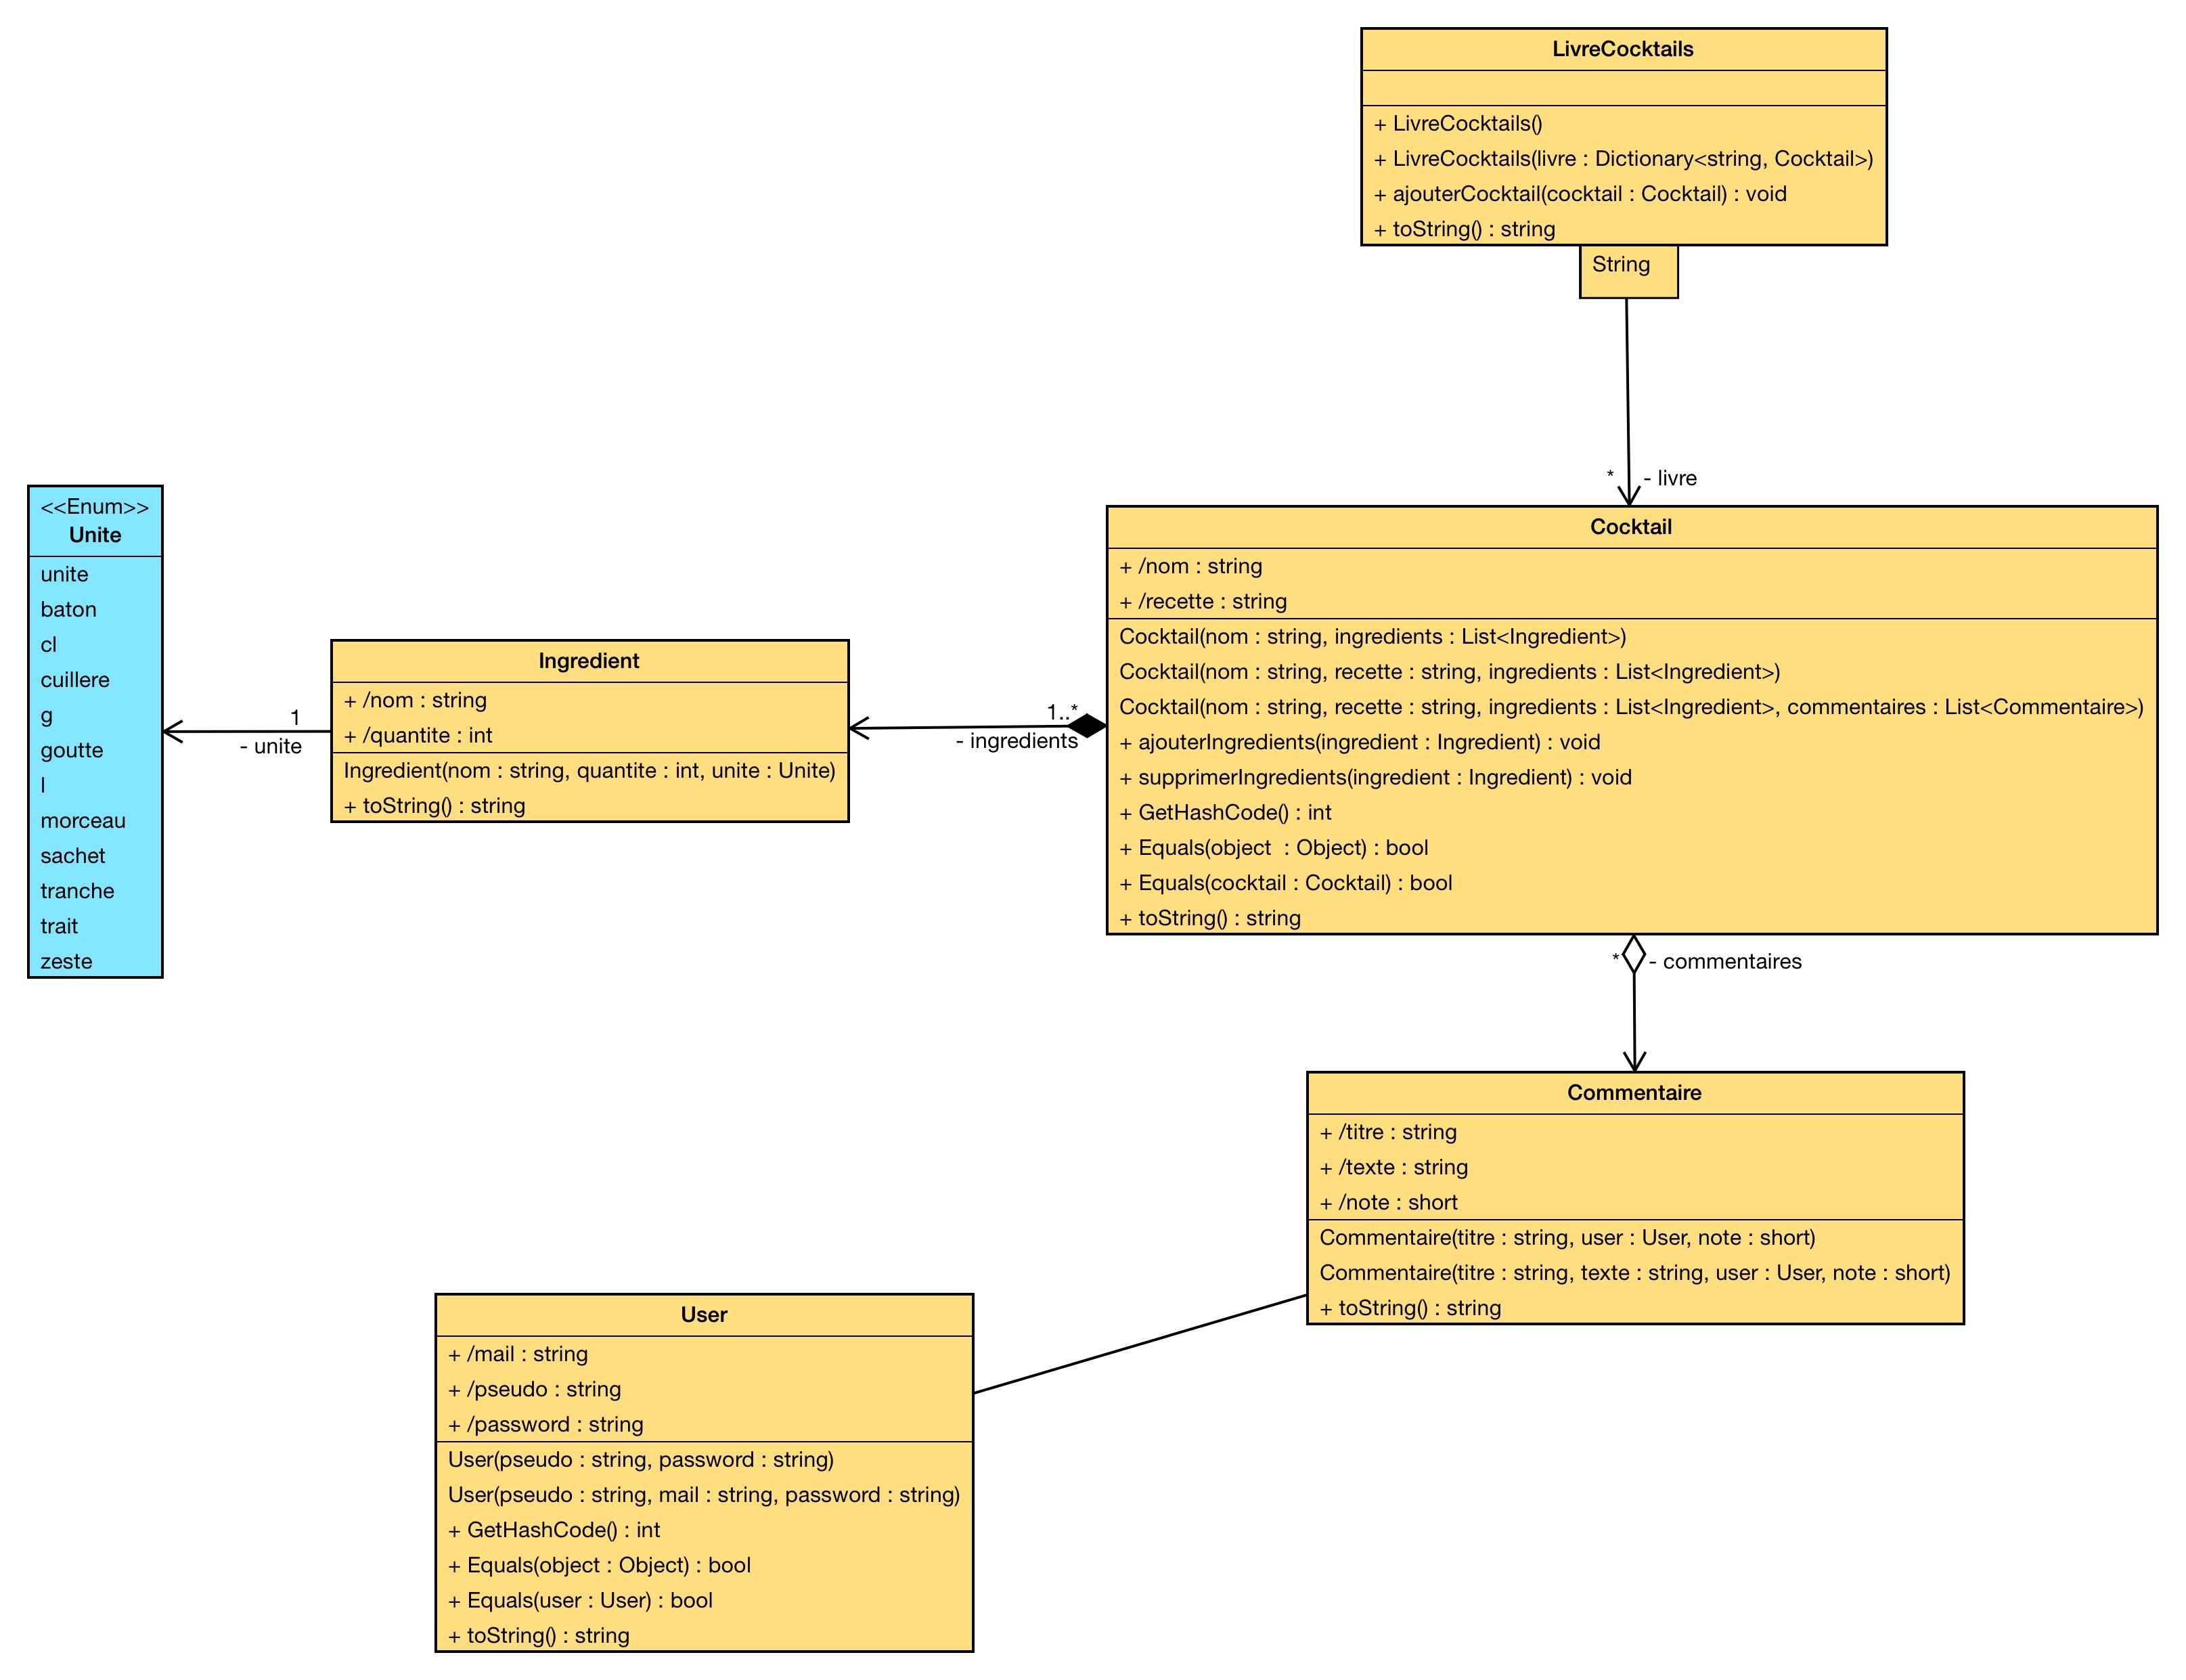 LivreCocktails
+ LivreCocktails()
+ LivreCocktails(livre : Dictionary<string, Cocktail>)
+ ajouterCocktail(cocktail : Cocktail) : void
+ toString() : string
String
* - livre
<<Enum>>
Unite
unite
baton
cl
cuillere
g
goutte
l
morceau
sachet
tranche
trait
zeste
1
- unite
Ingredient
+ /nom : string
+ /quantite : int
Ingredient(nom : string, quantite : int, unite : Unite)
+ toString() : string
1..*
- ingredients
Cocktail
+ /nom : string
+ /recette : string
Cocktail(nom : string, ingredients : List<Ingredient>)
Cocktail(nom : string, recette : string, ingredients : List<Ingredient>)
Cocktail(nom : string, recette : string, ingredients : List<Ingredient>, commentaires : List<Commentaire>)
+ ajouterIngredients(ingredient : Ingredient) : void
+ supprimerIngredients(ingredient : Ingredient) : void
+ GetHashCode() : int
+ Equals(object  : Object) : bool
+ Equals(cocktail : Cocktail) : bool
+ toString() : string
* - commentaires
Commentaire
+ /titre : string
+ /texte : string
+ /note : short
Commentaire(titre : string, user : User, note : short)
Commentaire(titre : string, texte : string, user : User, note : short)
+ toString() : string
User
+ /mail : string
+ /pseudo : string
+ /password : string
User(pseudo : string, password : string)
User(pseudo : string, mail : string, password : string)
+ GetHashCode() : int
+ Equals(object : Object) : bool
+ Equals(user : User) : bool
+ toString() : string